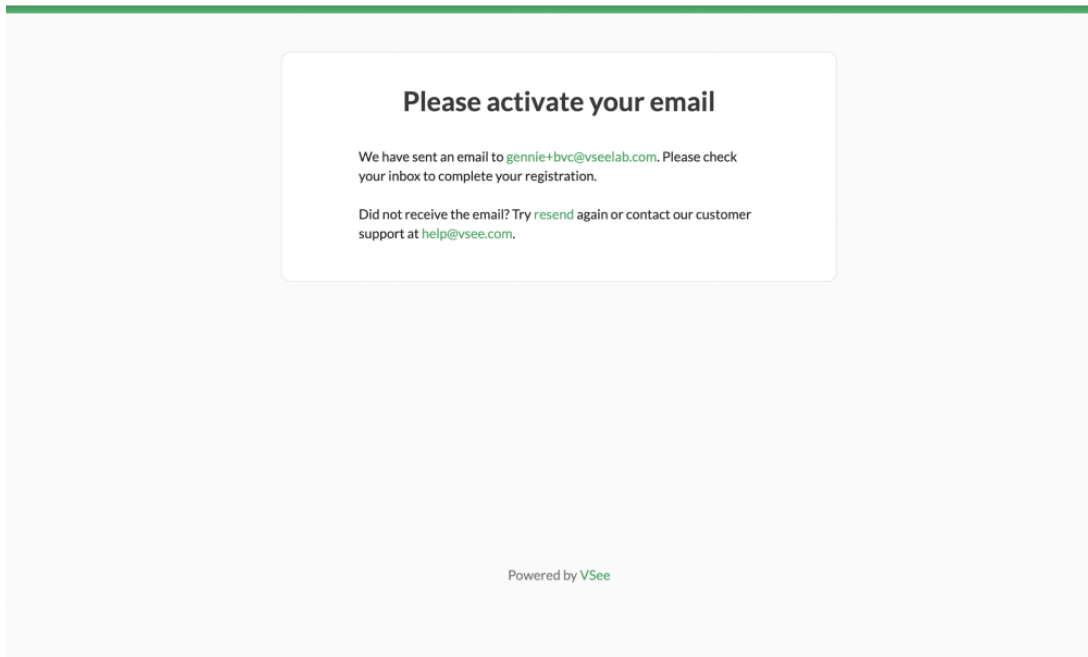 Please activate your email
We have sent an email to gennie+bvc@vseelab.com. Please check
your inbox to complete your registration.
Did not receive the email? Try resend again or contact our customer
support at help@vsee.com.
Powered by VSee